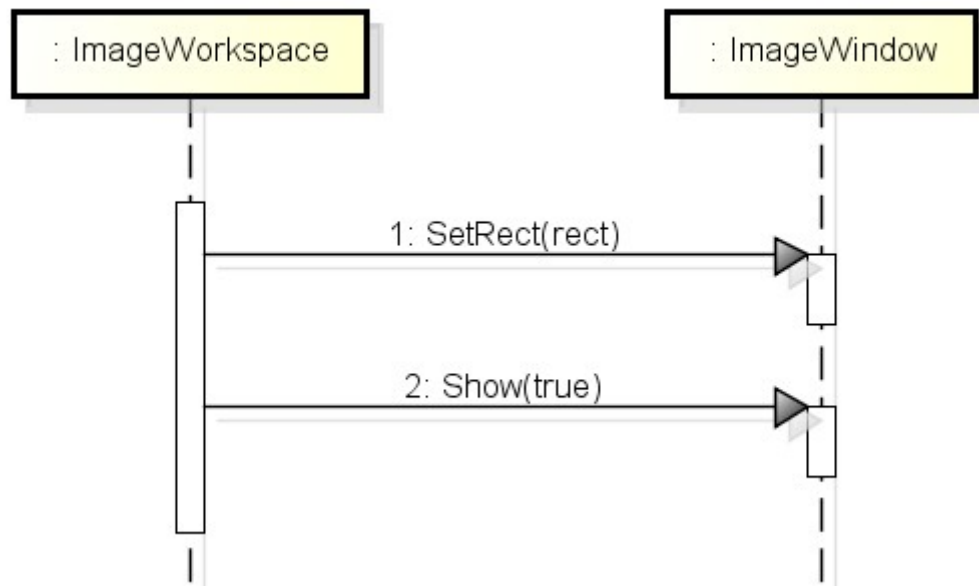 : ImageWorkspace
: ImageWindow
1: SetRect(rect)
2: Show(true)